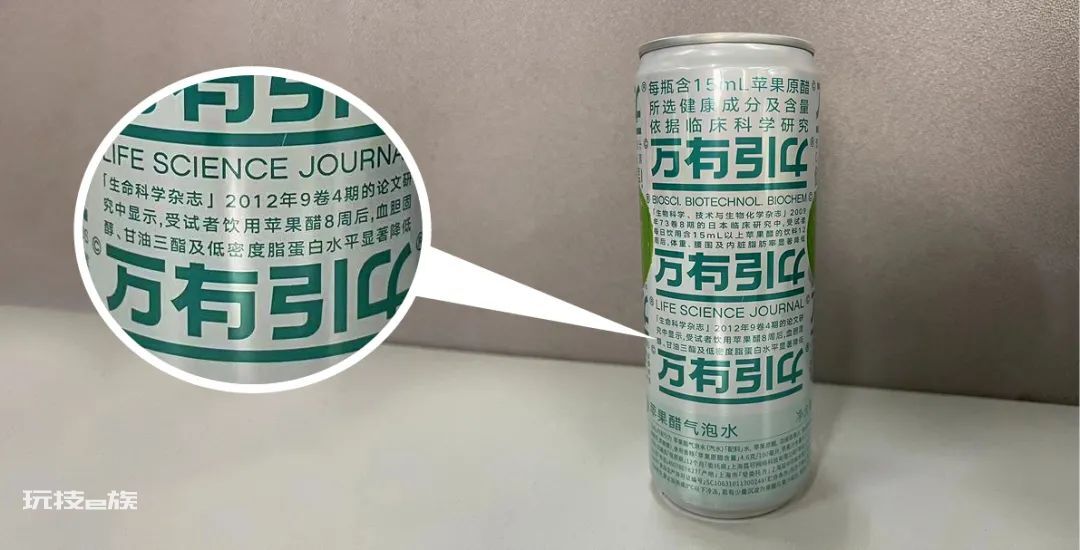 万有引力
LIFE SCIENCE JOURNA
「生命科学杂志」2012年9卷4期的论文研
究中显示,受试者饮用苹果醋8周后,血胆固
醇、甘油三酯及低密度脂蛋白水平显著降低
万有引力
每瓶含15mL苹果原醋
所选健康成分及含量
依据临床科学研究
万有引力
BIOSCI. BIOTECHNOL. BIOCHEM
「生物科学、技术与生物化学杂志」2009
年73卷8期的日本临床研究中,受试者
每日饮用含15mL以上苹果醋的饮料12
周后,体重、腰围及内脏脂肪率显著降低
万有引力
LIFE SCIENCE JOURNAL
「生命科学杂志」2012年9卷4期的论文研
究中显示,受试者饮用苹果醋8周后,血胆固
醇、甘油三酯及低密度脂蛋白水平显著降低
万有引力
苹果醋气泡水
玩技e族